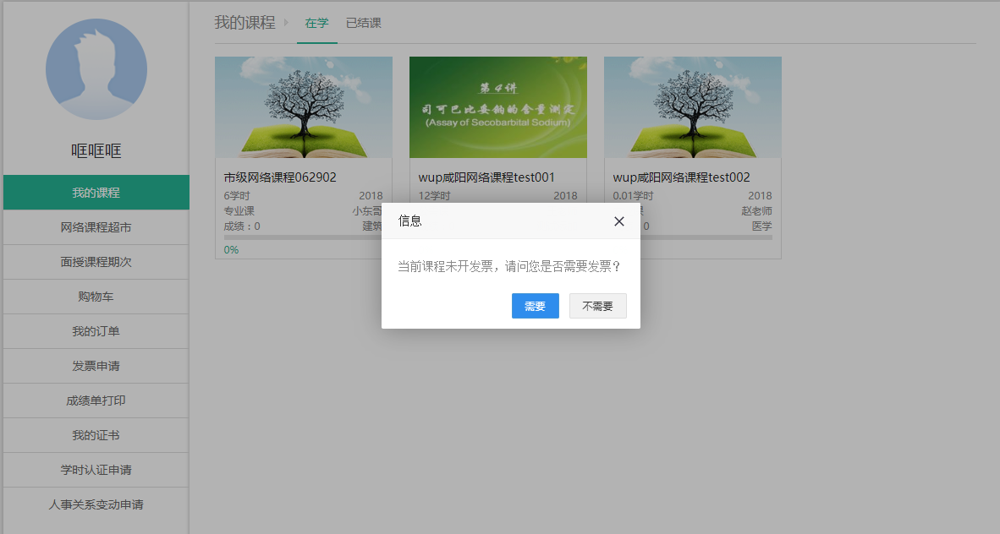 哐哐哐
我的课程
网络课程超市
面授课程期次
购物车
我的订单
发票申请
成绩单打印
我的证书
学时认证申请
人事关系变动申请
我的课程 在学 已结课
第4讲
司可巴比妥钠的含量测定
(Assay of Secobarbital Sodium)
市级网络课程062902
6学时 2018
专业课 小东哥
成绩：0 建筑
0%
wup咸阳网络课程test001
12学时 2018
wup咸阳网络课程test002
0.01学时 2018
课 赵老师
0 医学
信息
当前课程未开发票，请问您是否需要发票？
需要 不需要